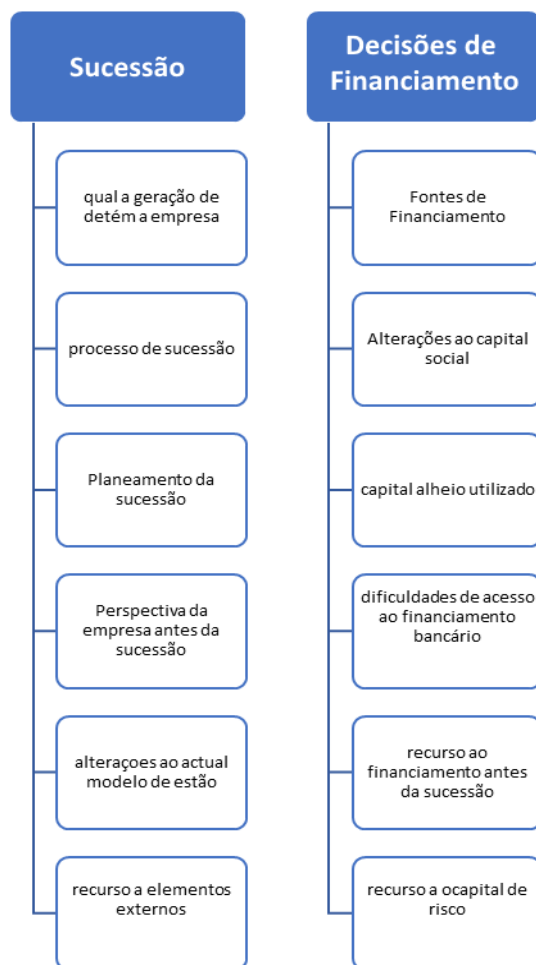 Sucessão
qual a geração de
detém a empresa
processo de sucessão
Planeamento da
sucessão
Perspectiva da
empresa antes da
sucessão
alteraçoes ao actual
modelo de estão
recurso a elementos
externos
Decisões de
Financiamento
Fontes de
Financiamento
Alterações ao capital
social
capital alheio utilizado
dificuldades de acesso
ao financiamento
bancário
recurso ao
financiamento antes
da sucessão
recurso a ocapital de
risco